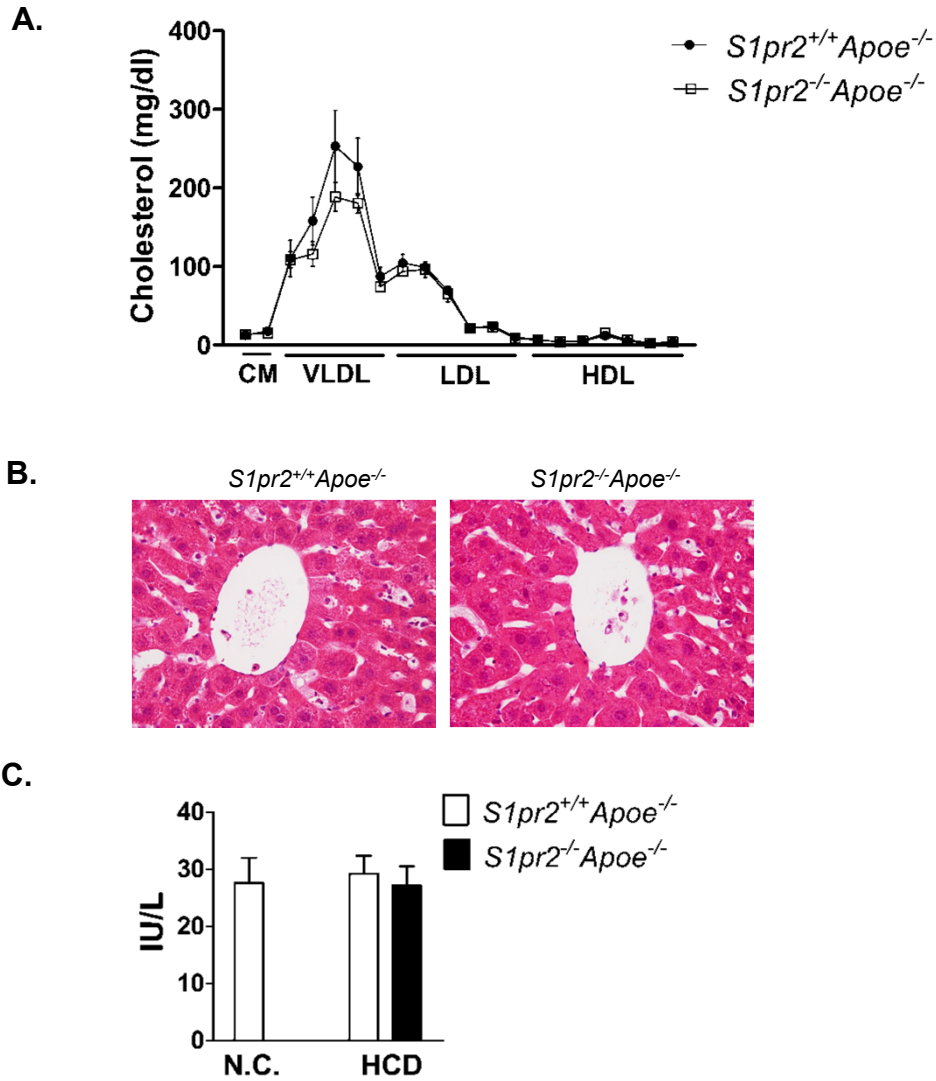 A.
400
300
200
100
0
Cholesterol (mg/dl)
S1pr2+/+Apoe-/-
S1pr2-/-Apoe-/-
CM VLDL LDL HDL
B.
S1pr2+/+Apoe-/- S1pr2-/-Apoe-/-
C.
40
30
20
10
0
IU/L
S1pr2+/+Apoe-/-
S1pr2-/-Apoe-/-
N.C. HCD